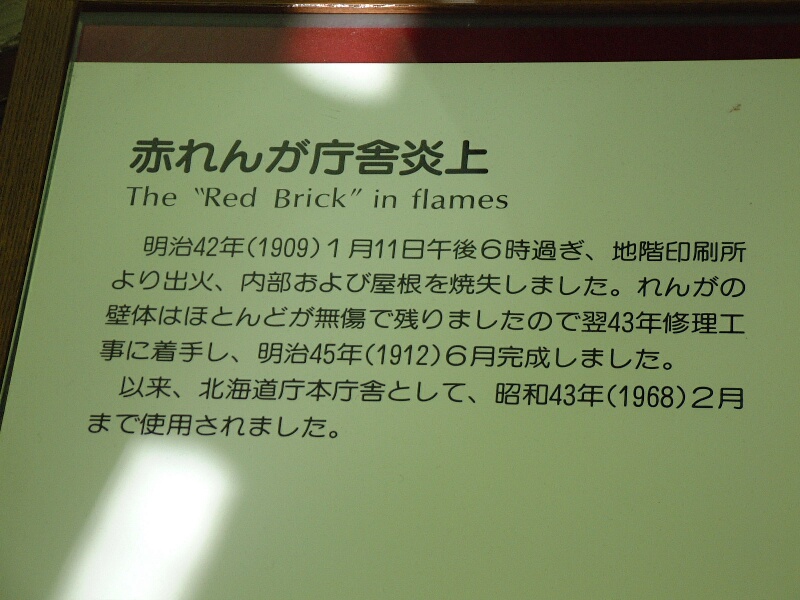 赤れんが庁舎炎上
The "Red Brick" in flames
明治42年(1909)1月11日午後6時過ぎ、地階印刷所
より出火、内部および屋根を焼失しました。れんがの
壁体はほとんどが無傷で残りましたので翌43年修理工
事に着手し、明治45年(1912)6月完成しました。
以来、北海道庁本庁舎として、昭和43年(1968)2月
まで使用されました。